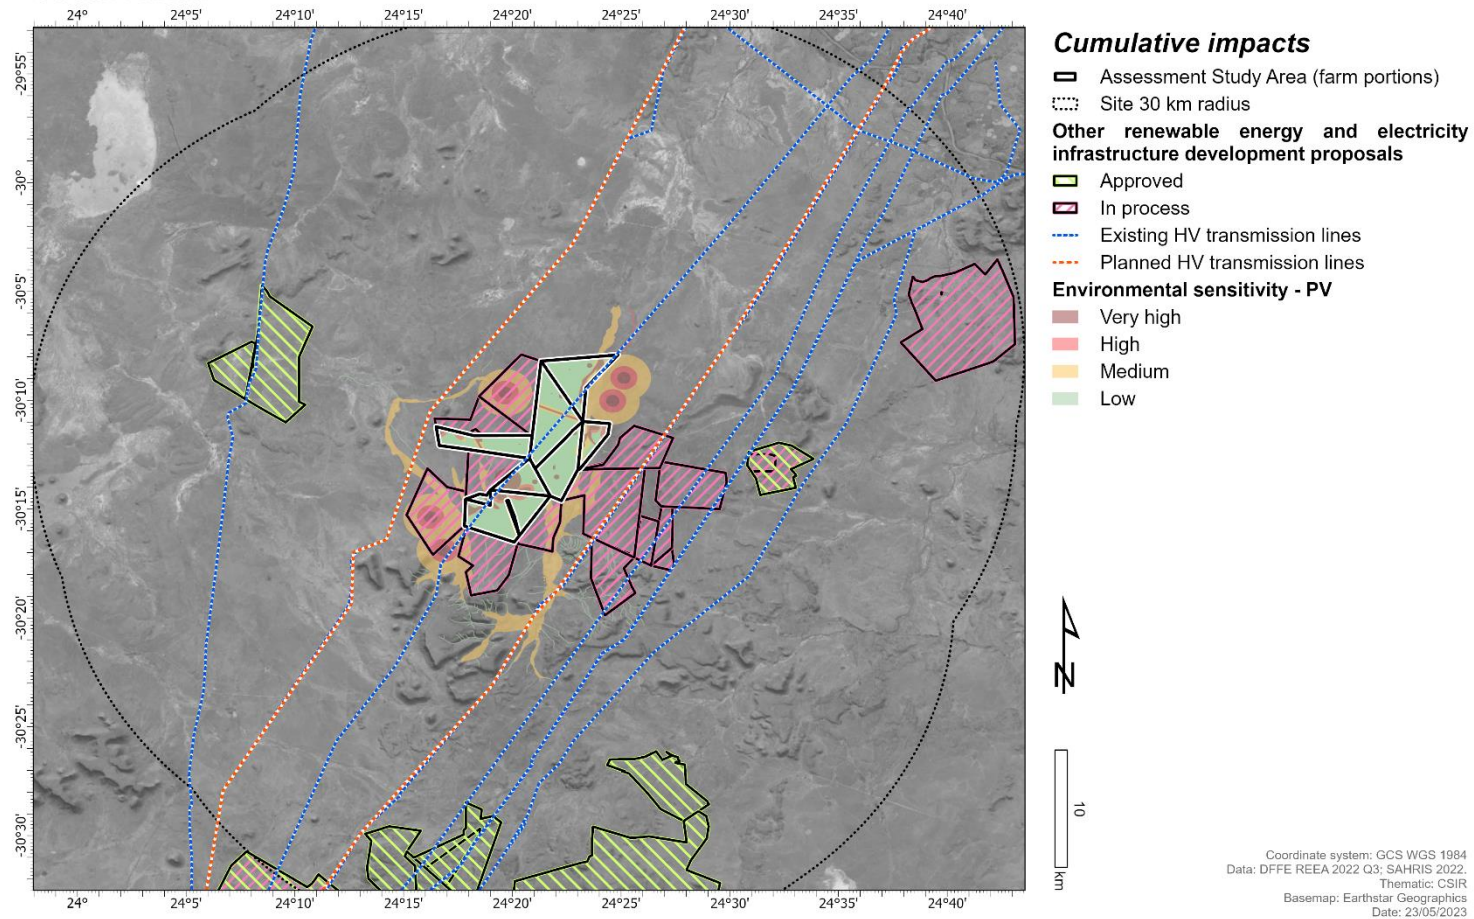 24° 24°5' 24°10' 24°15' 24°20' 24°25' 24°30' 24°35' 24°40'
-29°55'
-30°
-30°5'
-30°10'
-30°15'
-30°20'
-30°25'
-30°30'
24° 24°5' 24°10' 24°15' 24°20' 24°25' 24°30' 24°35' 24°40'
Cumulative impacts
Assessment Study Area (farm portions)
Site 30 km radius
Other renewable energy and electricity
infrastructure development proposals
Approved
In process
Existing HV transmission lines
Planned HV transmission lines
Environmental sensitivity - PV
Very high
High
Medium
Low
N
10
km
Coordinate system: GCS WGS 1984
Data: DFFE REEA 2022 Q3; SAHRIS 2022.
Thematic: CSIR
Basemap: Earthstar Geographics
Date: 23/05/2023